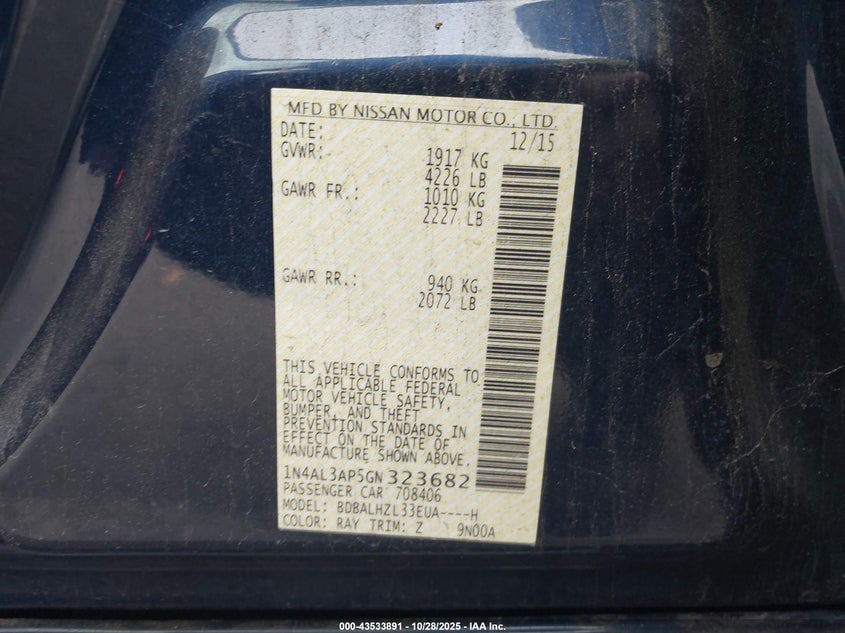 MFD BY NISSAN MOTOR CO., LTD.
DATE: 12/15
GVWR: 1917 KG
4226 LB
GAWR FR.: 1010 KG
2227 LB
GAWR RR.: 940 KG
2072 LB
THIS VEHICLE CONFORMS TO
ALL APPLICABLE FEDERAL
MOTOR VEHICLE SAFETY,
BUMPER, AND THEFT
PREVENTION STANDARDS IN
EFFECT ON THE DATE OF
MANUFACTURE SHOWN ABOVE.
1N4AL3AP5GN323682
PASSENGER CAR 708406
MODEL: BDBALHZL33EUA----H
COLOR: RAY TRIM: Z 9N00A
000-43533891 - 10/28/2025 - IAA Inc.